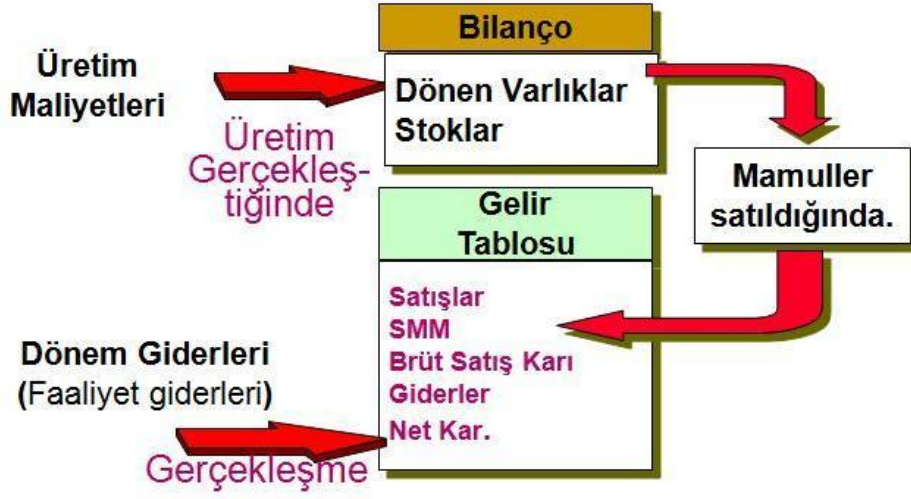 Bilanço
Üretim
Maliyetleri
Dönen Varlıklar
Stoklar
Üretim
Gerçekleş-
tiğinde
Mamuller
satıldığında.
Gelir
Tablosu
Satışlar
SMM
Brüt Satış Karı
Giderler
Net Kar.
Dönem Giderleri
(Faaliyet giderleri)
Gerçekleşme